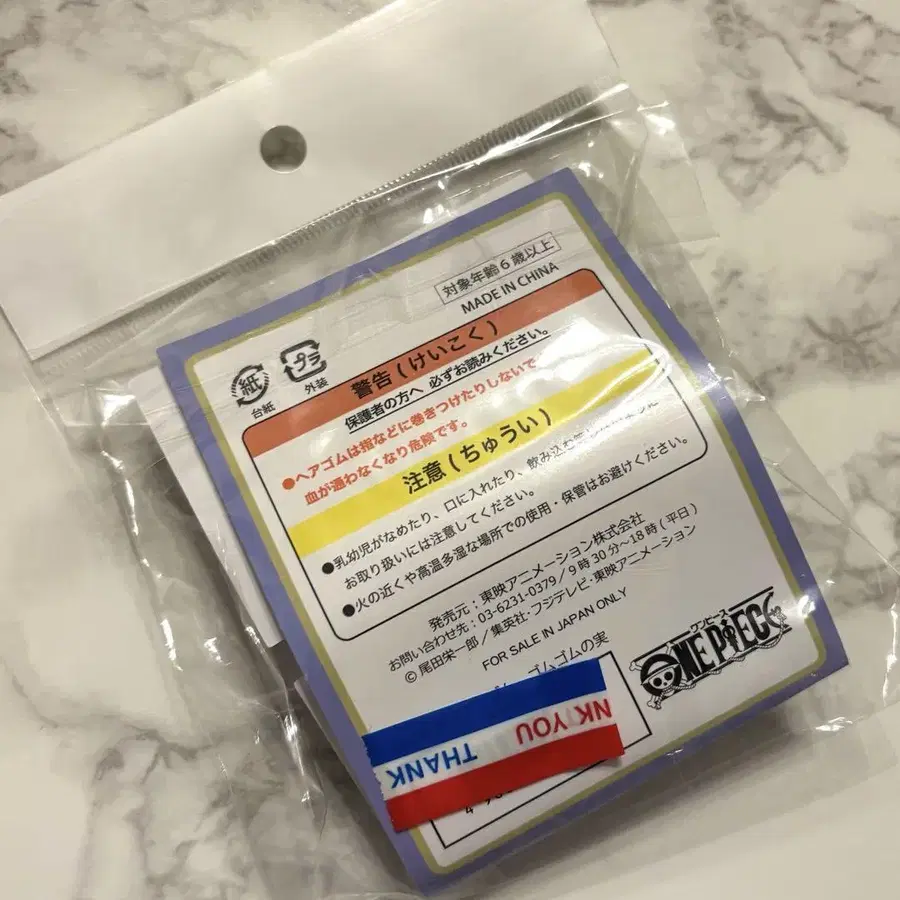 対象年齢6歳以上
MADE IN CHINA
紙
台紙
プラ
外装
警告(けいこく)
保護者の方へ 必ずお読みください。
●ヘアゴムは指などに巻きつけたりしないで
血が通わなくなり危険です。
注意(ちゅうい)
●乳幼児がなめたり、口に入れたり、飲み込む
お取り扱いには注意してください。
●火の近くや高温多湿な場所での使用・保管はお避けください。
発売元:東映アニメーション株式会社
お問い合わせ先:03-6231-0379/9時30分~18時(平日)
©尾田栄一郎/集英社・フジテレビ・東映アニメーション
FOR SALE IN JAPAN ONLY
ゴムゴムの実
ワンピース
ONE PIECE
NK YOU
THANK